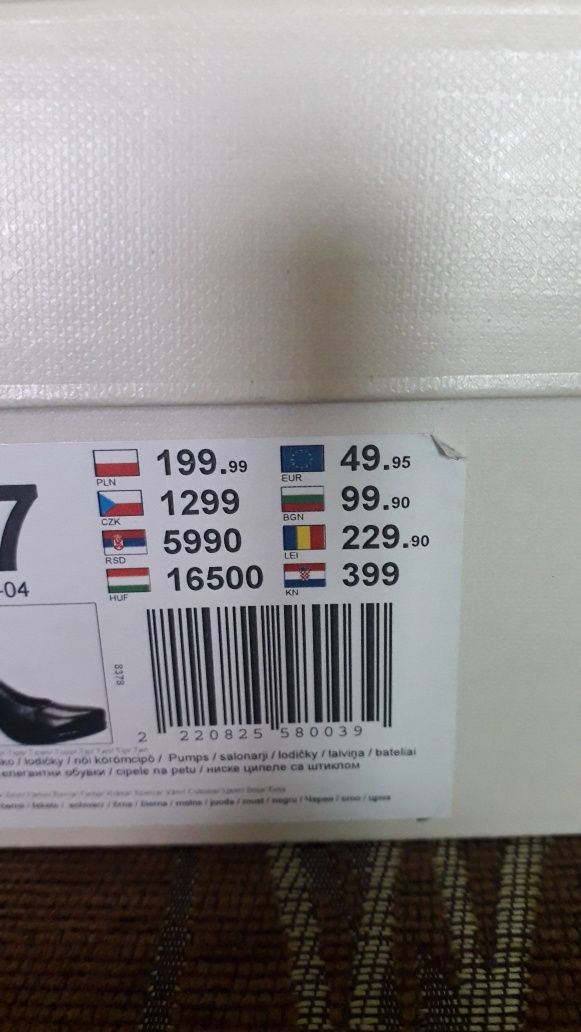 7
-04
199.99
PLN
49.95
EUR
1299
CZK
99.90
BGN
5990
RSD
229.90
LEI
16500
HUF
399
KN
8378
2 220825 580039
ko / lodičky / női körömcipő / Pumps / salonarji / lodičky / laiviņa / bateliai
елегантни обувки / cipele na petu / ниске ципеле са штиклом